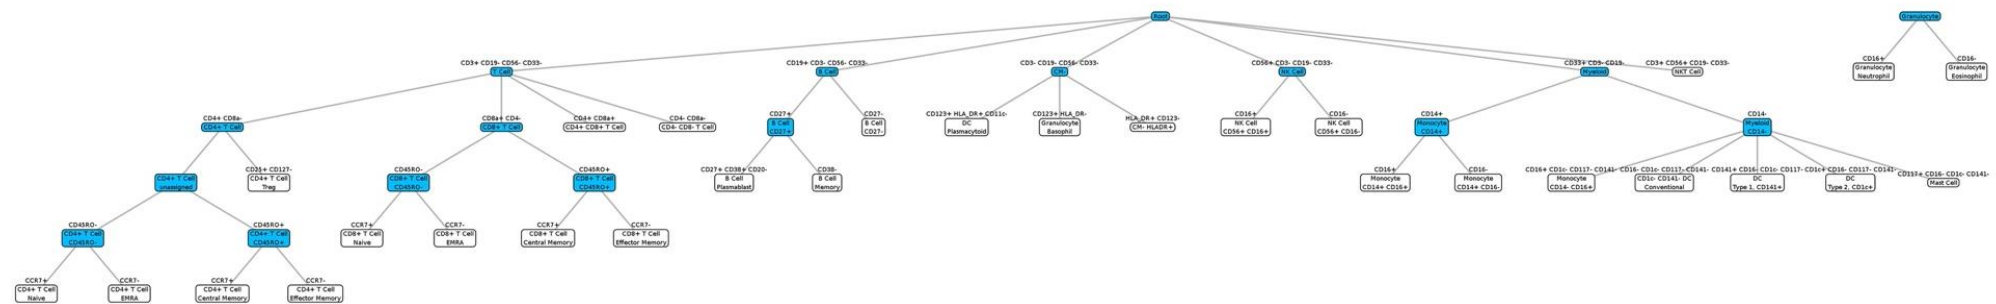 Root
Granulocyte
CD3+ CD19- CD56- CD33-
T Cell
CD19+ CD3- CD56- CD33-
B Cell
CD3- CD19- CD56- CD33-
CM-
CD56+ CD3- CD19- CD33-
NK Cell
CD33+ CD3- CD19-
Myeloid
CD3+ CD56+ CD19- CD33-
NKT Cell
CD16+
Granulocyte
Neutrophil
CD16-
Granulocyte
Eosinophil
CD4+ CD8a-
CD4+ T Cell
CD8a+ CD4-
CD8+ T Cell
CD4+ CD8a+
CD4+ CD8+ T Cell
CD4- CD8a-
CD4- CD8- T Cell
CD27+
B Cell
CD27+
CD27-
B Cell
CD27-
CD123+ HLA_DR+ CD11c-
DC
Plasmacytoid
CD123+ HLA_DR-
Granulocyte
Basophil
HLA_DR+ CD123-
CM- HLADR+
CD16+
NK Cell
CD56+ CD16+
CD16-
NK Cell
CD56+ CD16-
CD14+
Monocyte
CD14+
CD14-
Myeloid
CD14-
CD4+ T Cell
unassigned
CD25+ CD127-
CD4+ T Cell
Treg
CD45RO-
CD8+ T Cell
CD45RO-
CD45RO+
CD8+ T Cell
CD45RO+
CD27+ CD38+ CD20-
B Cell
Plasmablast
CD38-
B Cell
Memory
CD16+
Monocyte
CD14+ CD16+
CD16-
Monocyte
CD14+ CD16-
CD16+ CD1c- CD117- CD141-
Monocyte
CD14- CD16+
CD16- CD1c- CD117- CD141-
CD1c- CD141- DC
Conventional
CD141+ CD16- CD1c- CD117-
DC
Type 1, CD141+
CD1c+ CD16- CD117- CD141-
DC
Type 2, CD1c+
CD117+ CD16- CD1c- CD141-
Mast Cell
CD45RO-
CD4+ T Cell
CD45RO-
CD45RO+
CD4+ T Cell
CD45RO+
CCR7+
CD8+ T Cell
Naive
CCR7-
CD8+ T Cell
EMRA
CCR7+
CD8+ T Cell
Central Memory
CCR7-
CD8+ T Cell
Effector Memory
CCR7+
CD4+ T Cell
Naive
CCR7-
CD4+ T Cell
EMRA
CCR7+
CD4+ T Cell
Central Memory
CCR7-
CD4+ T Cell
Effector Memory